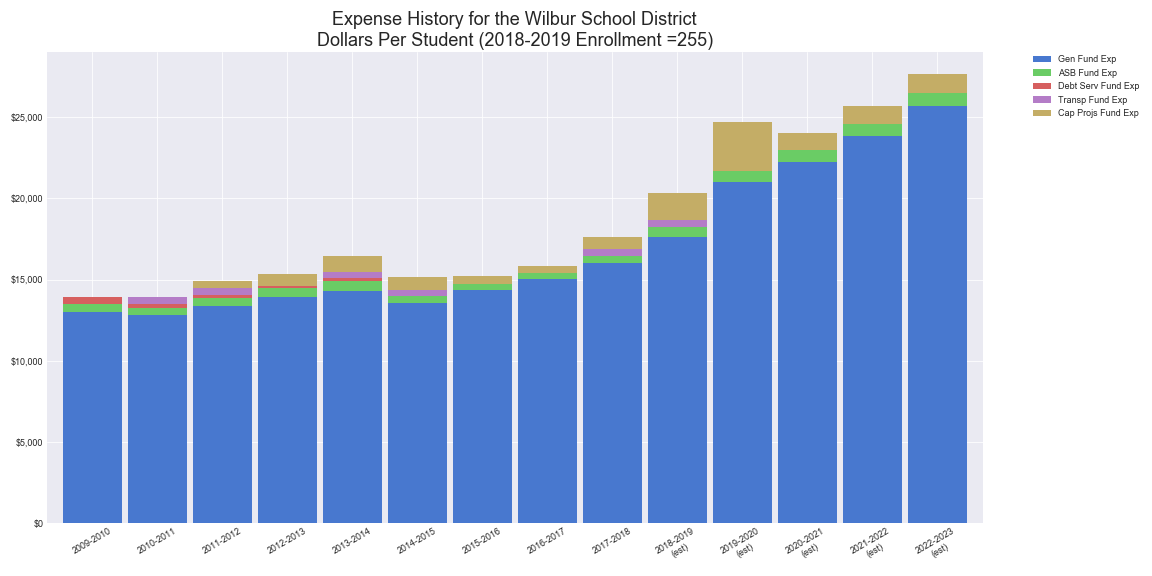 Expense History for the Wilbur School District
Dollars Per Student (2018-2019 Enrollment =255)
Gen Fund Exp
ASB Fund Exp
Debt Serv Fund Exp
Transp Fund Exp
Cap Projs Fund Exp
$25,000
$20,000
$15,000
$10,000
$5,000
$0
2009-2010
2010-2011
2011-2012
2012-2013
2013-2014
2014-2015
2015-2016
2016-2017
2017-2018
2018-2019
(est)
2019-2020
(est)
2020-2021
(est)
2021-2022
(est)
2022-2023
(est)